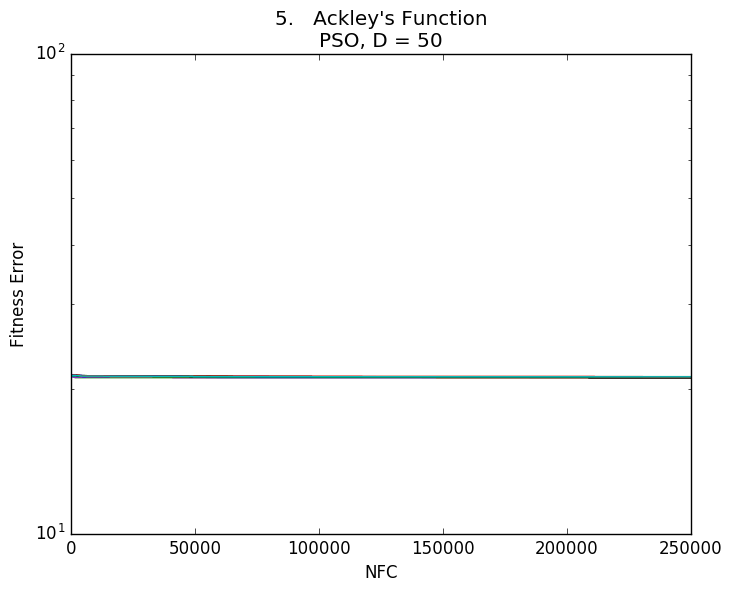 5.   Ackley's Function
PSO, D = 50
10²
Fitness Error
10¹
0 50000 100000 150000 200000 250000
NFC